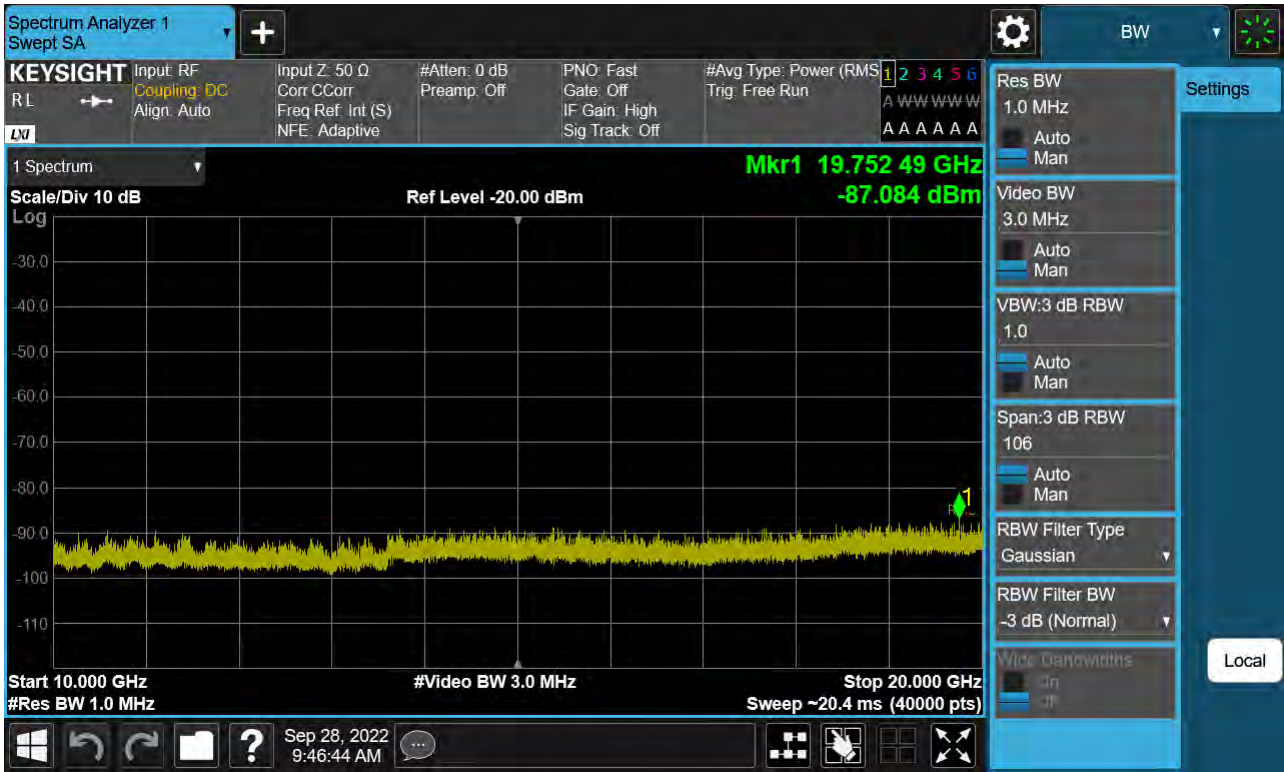 Spectrum Analyzer 1
Swept SA
BW
KEYSIGHT
RL
LXI
Input: RF
Coupling: DC
Align: Auto
Input Z: 50 Ω
Corr CCorr
Freq Ref: Int (S)
NFE: Adaptive
#Atten: 0 dB
Preamp: Off
PNO: Fast
Gate: Off
IF Gain: High
Sig Track: Off
#Avg Type: Power (RMS
Trig: Free Run
1 2 3 4 5 6
A W W W W W
A A A A A A
1 Spectrum
Scale/Div 10 dB
Log
Ref Level -20.00 dBm
Mkr1 19.752 49 GHz
-87.084 dBm
-30.0
-40.0
-50.0
-60.0
-70.0
-80.0
-90.0
-100
-110
1
Start 10.000 GHz
#Res BW 1.0 MHz
#Video BW 3.0 MHz
Stop 20.000 GHz
Sweep ~20.4 ms (40000 pts)
Res BW
1.0 MHz
Auto
Man
Video BW
3.0 MHz
Auto
Man
VBW:3 dB RBW
1.0
Auto
Man
Span:3 dB RBW
106
Auto
Man
RBW Filter Type
Gaussian
RBW Filter BW
-3 dB (Normal)
Settings
Local
?
Sep 28, 2022
9:46:44 AM